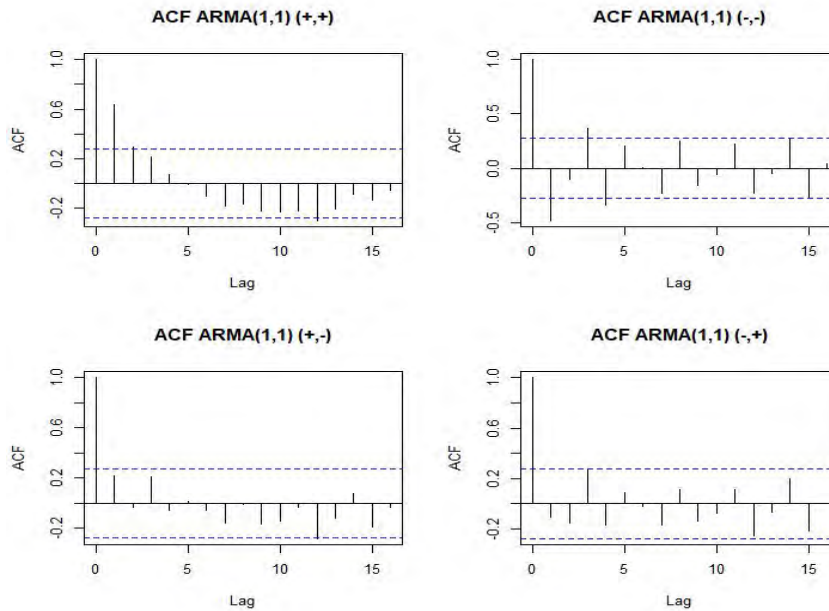 ACF ARMA(1,1) (+,+)
ACF
1.0
0.6
0.2
-0.2
0
5
10
15
Lag
ACF ARMA(1,1) (-,-)
ACF
1.0
0.5
0.0
-0.5
0
5
10
15
Lag
ACF ARMA(1,1) (+,-)
ACF
1.0
0.6
0.2
-0.2
0
5
10
15
Lag
ACF ARMA(1,1) (-,+)
ACF
1.0
0.6
0.2
-0.2
0
5
10
15
Lag